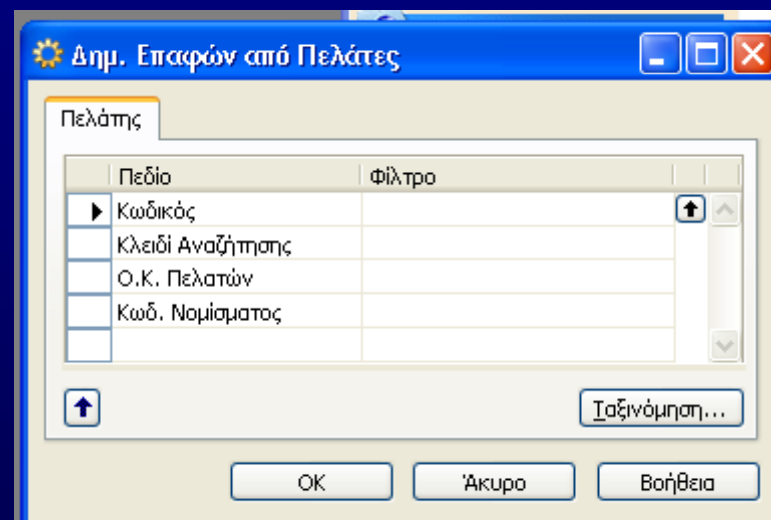 Δημ. Επαφών από Πελάτες
Πελάτης
Πεδίο Φίλτρο
Κωδικός
Κλειδί Αναζήτησης
Ο.Κ. Πελατών
Κωδ. Νομίσματος
Ταξινόμηση...
OK Άκυρο Βοήθεια